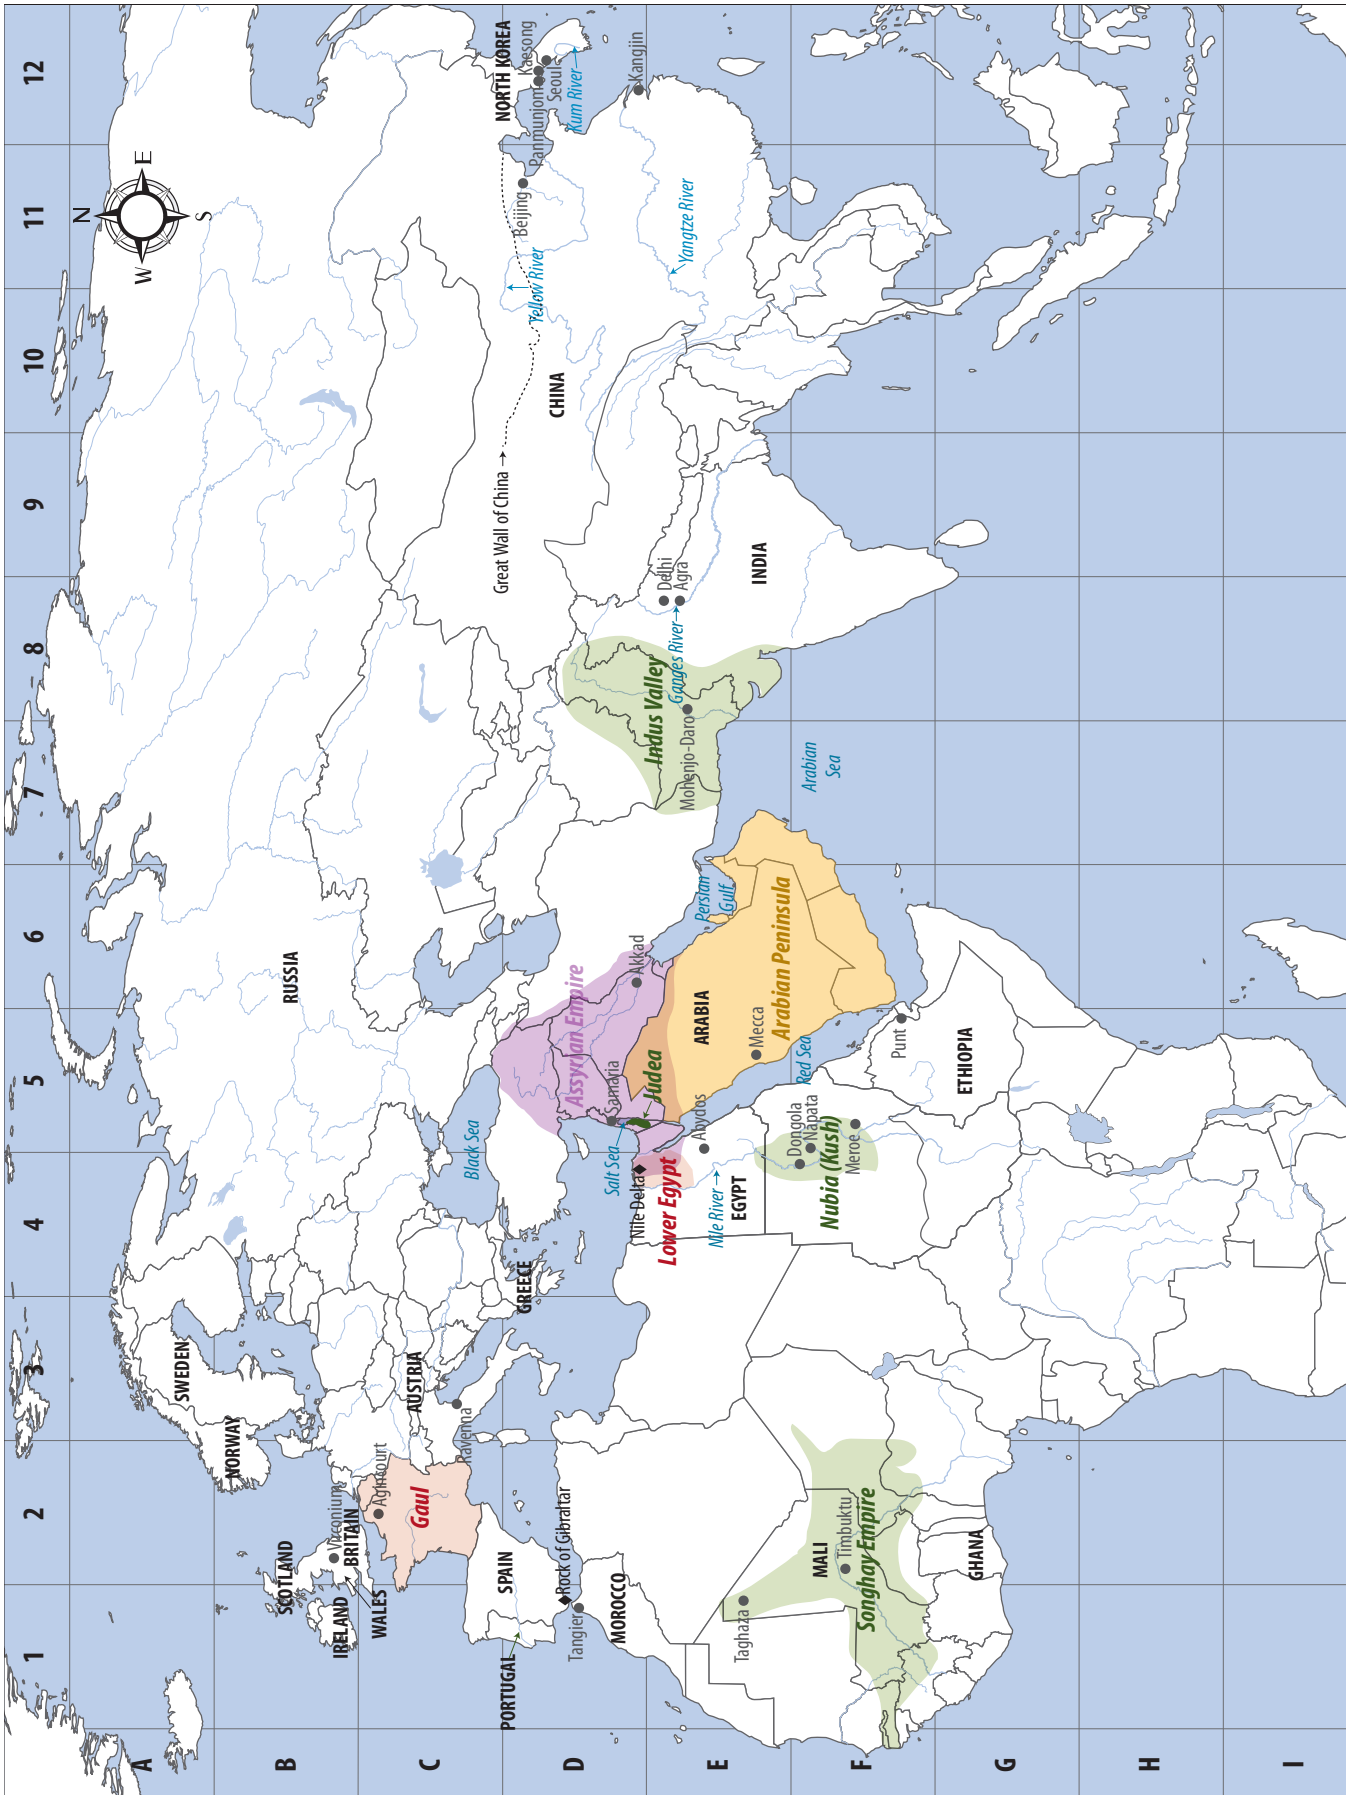 1
2
3
4
5
6
7
8
9
10
11
12
A
B
C
D
E
F
G
H
I
N
E
S
W
NORWAY
SWEDEN
RUSSIA
SCOTLAND
IRELAND
WALES
BRITAIN
Viroconium
Agincourt
Gaul
AUSTRIA
Ravenna
PORTUGAL
SPAIN
Rock of Gibraltar
Tangier
MOROCCO
GREECE
Black Sea
Assyrian Empire
Samaria
Akkad
Salt Sea
Judea
Nile Delta
Lower Egypt
Abydos
Nile River
EGYPT
ARABIA
Mecca
Arabian Peninsula
Persian
Gulf
Red Sea
Arabian
Sea
Dongola
Napata
Nubia (Kush)
Meroe
Punt
ETHIOPIA
Taghaza
MALI
Timbuktu
Songhay Empire
GHANA
Indus Valley
Mohenjo-Daro
Ganges River
Delhi
Agra
INDIA
Great Wall of China
CHINA
Yellow River
Beijing
Yangtze River
NORTH KOREA
Kaesong
Panmunjom
Seoul
Kum River
Kangjin